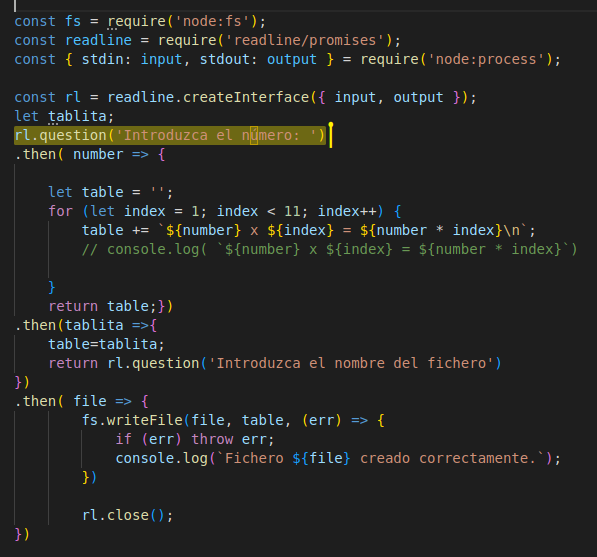 const fs = require('node:fs');
const readline = require('readline/promises');
const { stdin: input, stdout: output } = require('node:process');
const rl = readline.createInterface({ input, output });
let tablita;
rl.question('Introduzca el número: ')
.then( number => {
let table = '';
for (let index = 1; index < 11; index++) {
table += `${number} x ${index} = ${number * index}\n`;
// console.log( `${number} x ${index} = ${number * index}`)
}
return table;})
.then(tablita =>{
table=tablita;
return rl.question('Introduzca el nombre del fichero')
})
.then( file => {
fs.writeFile(file, table, (err) => {
if (err) throw err;
console.log(`Fichero ${file} creado correctamente.`);
})
rl.close();
})